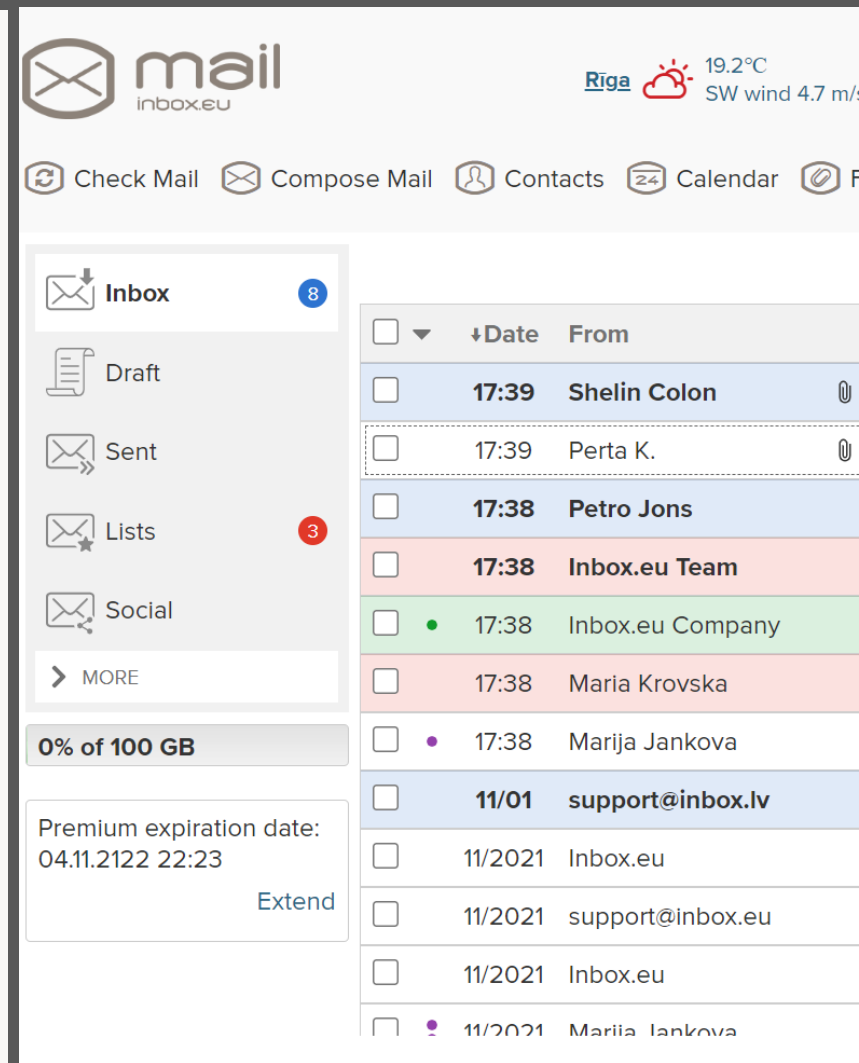 mail
inbox.eu
Rīga
19.2°C
SW wind 4.7 m/s
Check Mail
Compose Mail
Contacts
24
Calendar
F
Inbox 8
Draft
Sent
Lists 3
Social
MORE
0% of 100 GB
Premium expiration date:
04.11.2122 22:23
Extend
Date From
17:39 Shelin Colon
17:39 Perta K.
17:38 Petro Jons
17:38 Inbox.eu Team
17:38 Inbox.eu Company
17:38 Maria Krovska
17:38 Marija Jankova
11/01 support@inbox.lv
11/2021 Inbox.eu
11/2021 support@inbox.eu
11/2021 Inbox.eu
11/2021 Marija Jankova